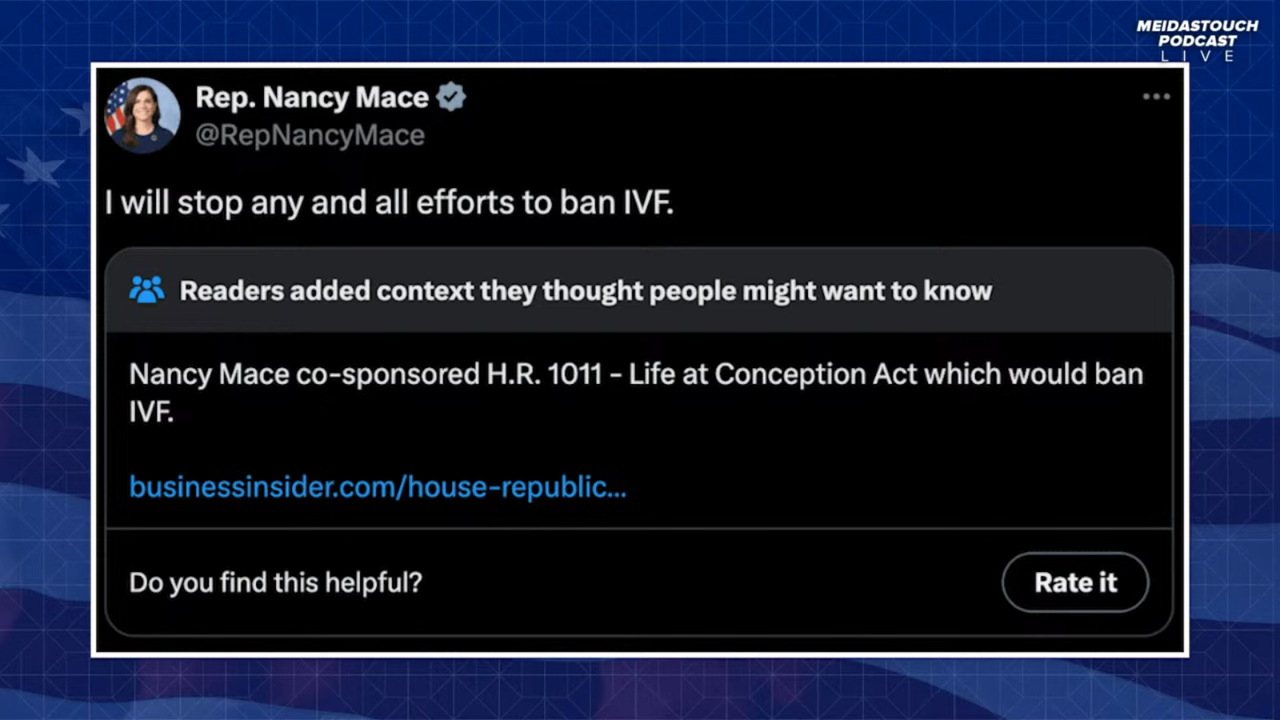 MEIDASTOUCH
PODCAST
LIVE
Rep. Nancy Mace
@RepNancyMace
I will stop any and all efforts to ban IVF.
Readers added context they thought people might want to know
Nancy Mace co-sponsored H.R. 1011 - Life at Conception Act which would ban
IVF.
businessinsider.com/house-republic...
Do you find this helpful?
Rate it